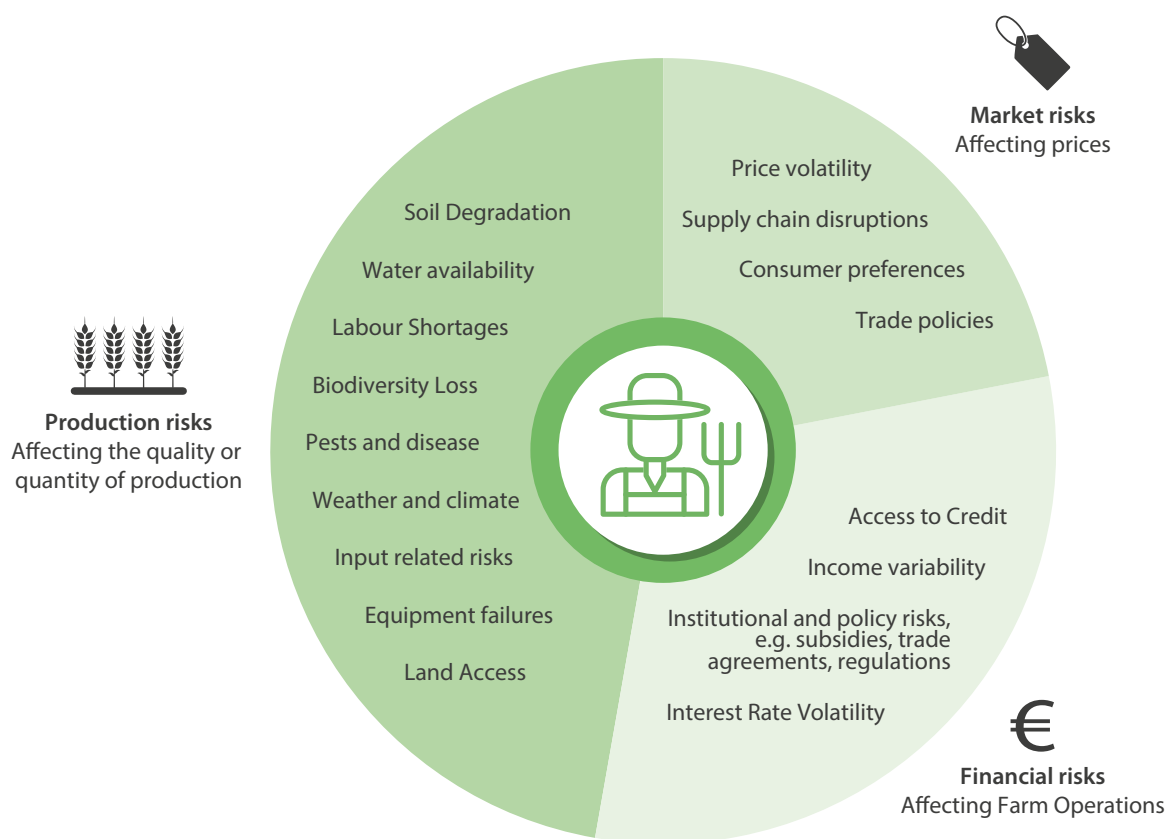 Market risks
Affecting prices
Price volatility
Supply chain disruptions
Consumer preferences
Trade policies
Soil Degradation
Water availability
Labour Shortages
Biodiversity Loss
Pests and disease
Weather and climate
Input related risks
Equipment failures
Land Access
Production risks
Affecting the quality or
quantity of production
Access to Credit
Income variability
Institutional and policy risks,
e.g. subsidies, trade
agreements, regulations
Interest Rate Volatility
€
Financial risks
Affecting Farm Operations